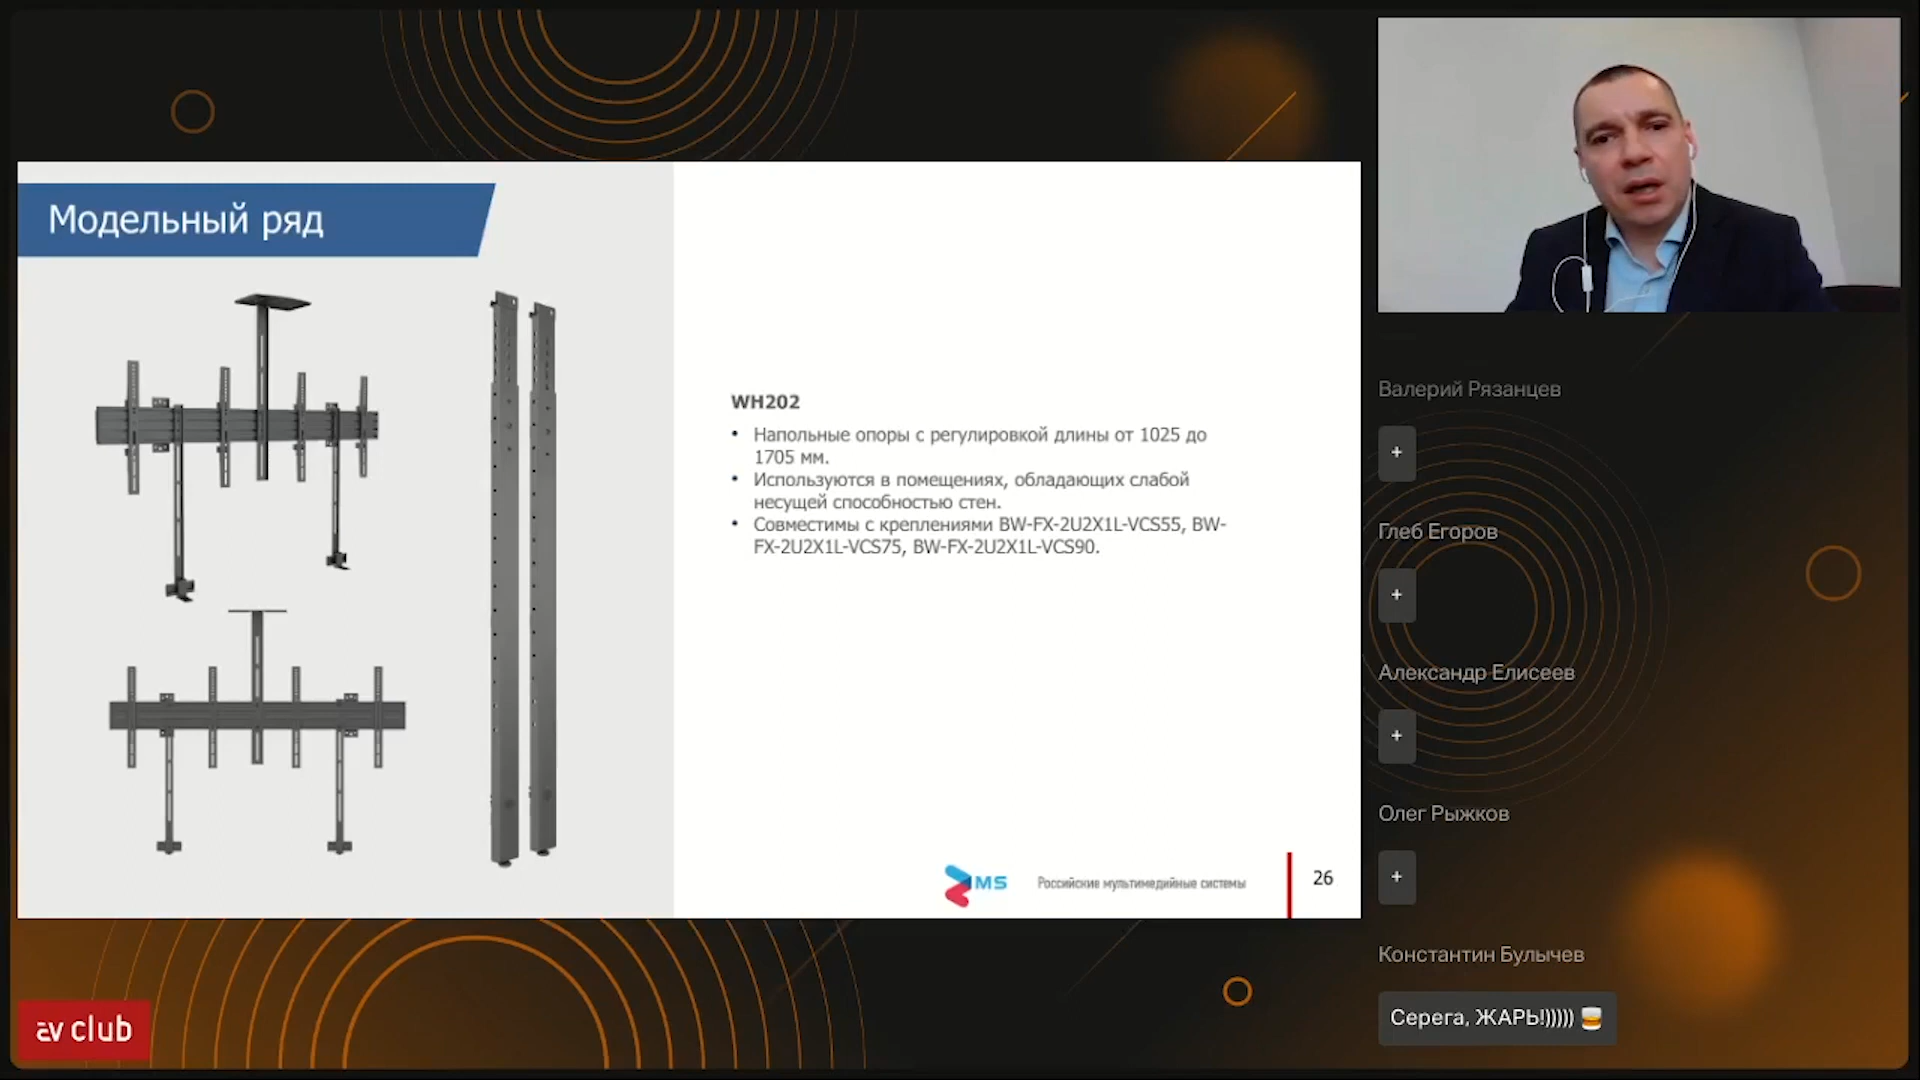 Модельный ряд
WH202
• Напольные опоры с регулировкой длины от 1025 до
1705 мм.
• Используются в помещениях, обладающих слабой
несущей способностью стен.
• Совместимы с креплениями BW-FX-2U2X1L-VCS55, BW-
FX-2U2X1L-VCS75, BW-FX-2U2X1L-VCS90.
MS
Российские мультимедийные системы
26
av club
Валерий Рязанцев
+
Глеб Егоров
+
Александр Елисеев
+
Олег Рыжков
+
Константин Булычев
Серега, ЖАРЬ!))))) 🥃